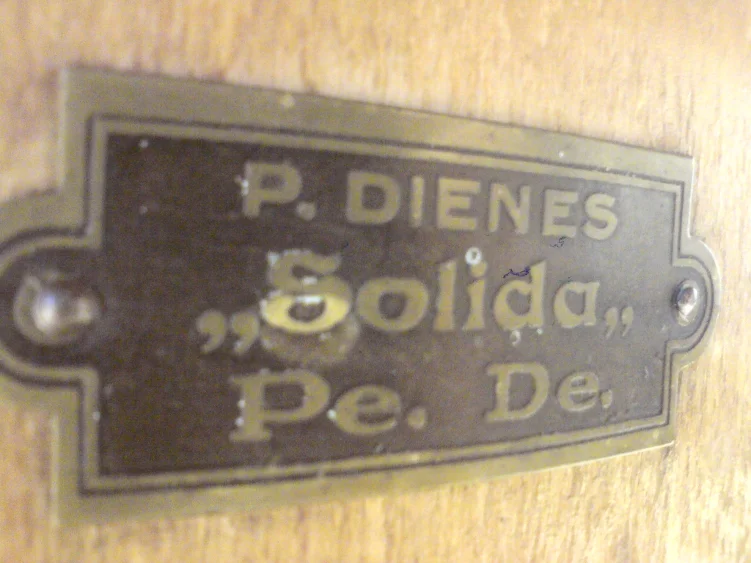 P. DIENES
„Solida„
Pe. De.